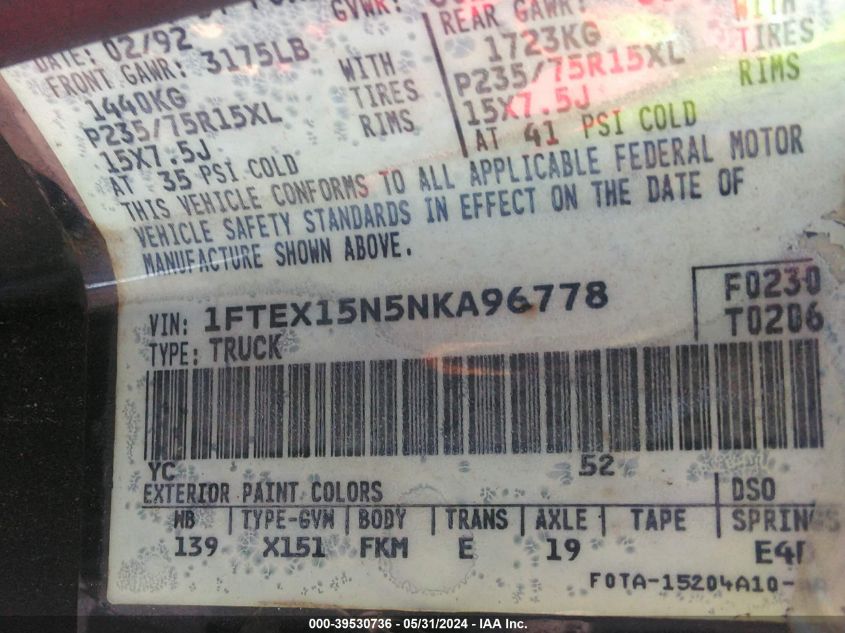 GVWR:
DATE: 02/92
FRONT GAWR: 3175LB
1440KG WITH
P235/75R15XL TIRES
15X7.5J RIMS
AT 35 PSI COLD
REAR GAWR:
1723KG WITH
P235/75R15XL TIRES
15X7.5J RIMS
AT 41 PSI COLD
THIS VEHICLE CONFORMS TO ALL APPLICABLE FEDERAL MOTOR
VEHICLE SAFETY STANDARDS IN EFFECT ON THE DATE OF
MANUFACTURE SHOWN ABOVE.
VIN: 1FTEX15N5NKA96778 F0230
TYPE: TRUCK T0206
YC 52
EXTERIOR PAINT COLORS DSO
WB TYPE-GVW BODY TRANS AXLE TAPE SPRINGS
139 X151 FKM E 19
F0TA-15204A10-
000-39530736 - 05/31/2024 - IAA Inc.